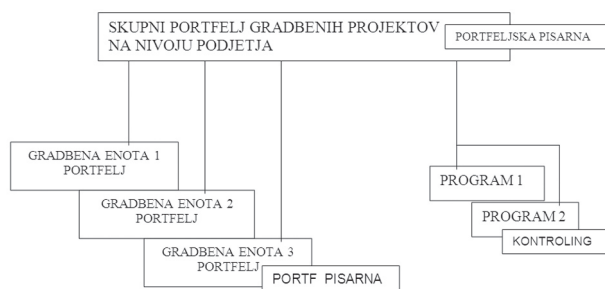 SKUPNI PORTFELJ GRADBENIH PROJEKTOV
NA NIVOJU PODJETJA
PORTFELJSKA PISARNA
GRADBENA ENOTA 1
PORTFELJ
GRADBENA ENOTA 2
PORTFELJ
GRADBENA ENOTA 3
PORTFELJ
PORTF PISARNA
PROGRAM 1
PROGRAM 2
KONTROLING